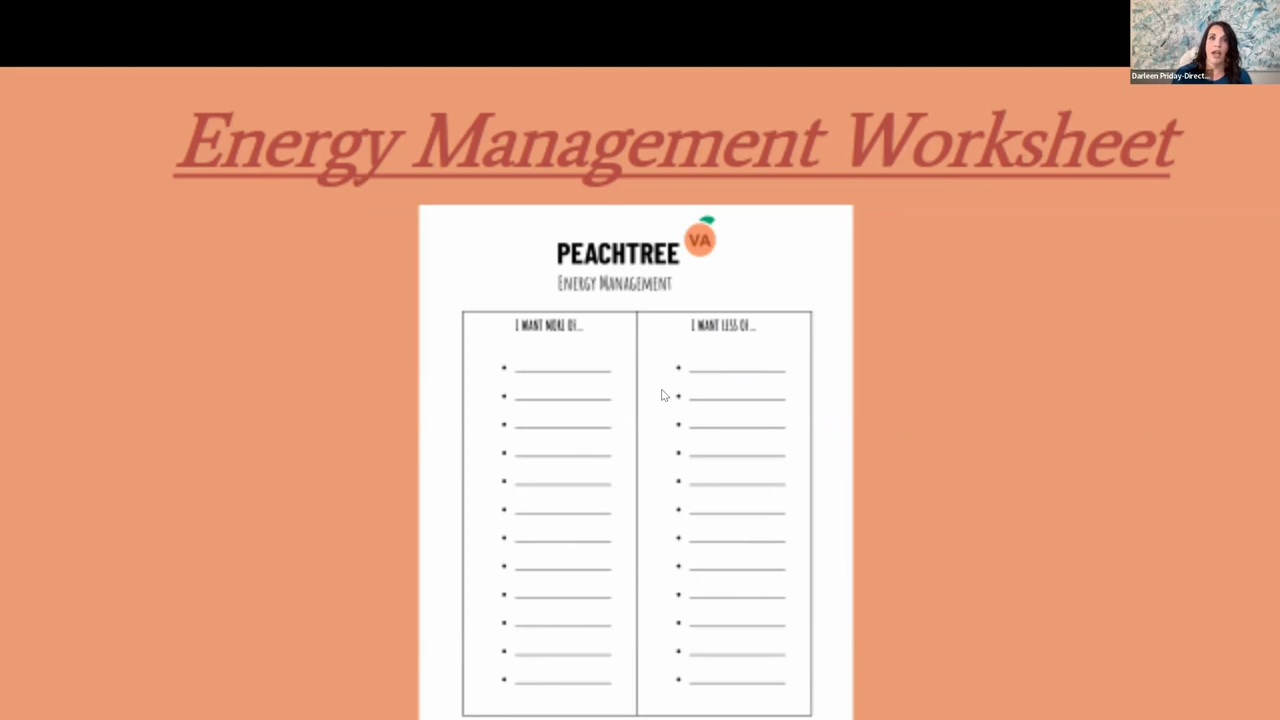 Darleen Priday-Direct...
Energy Management Worksheet
PEACHTREE VA
ENERGY MANAGEMENT
I WANT MORE OF...
I WANT LESS OF...